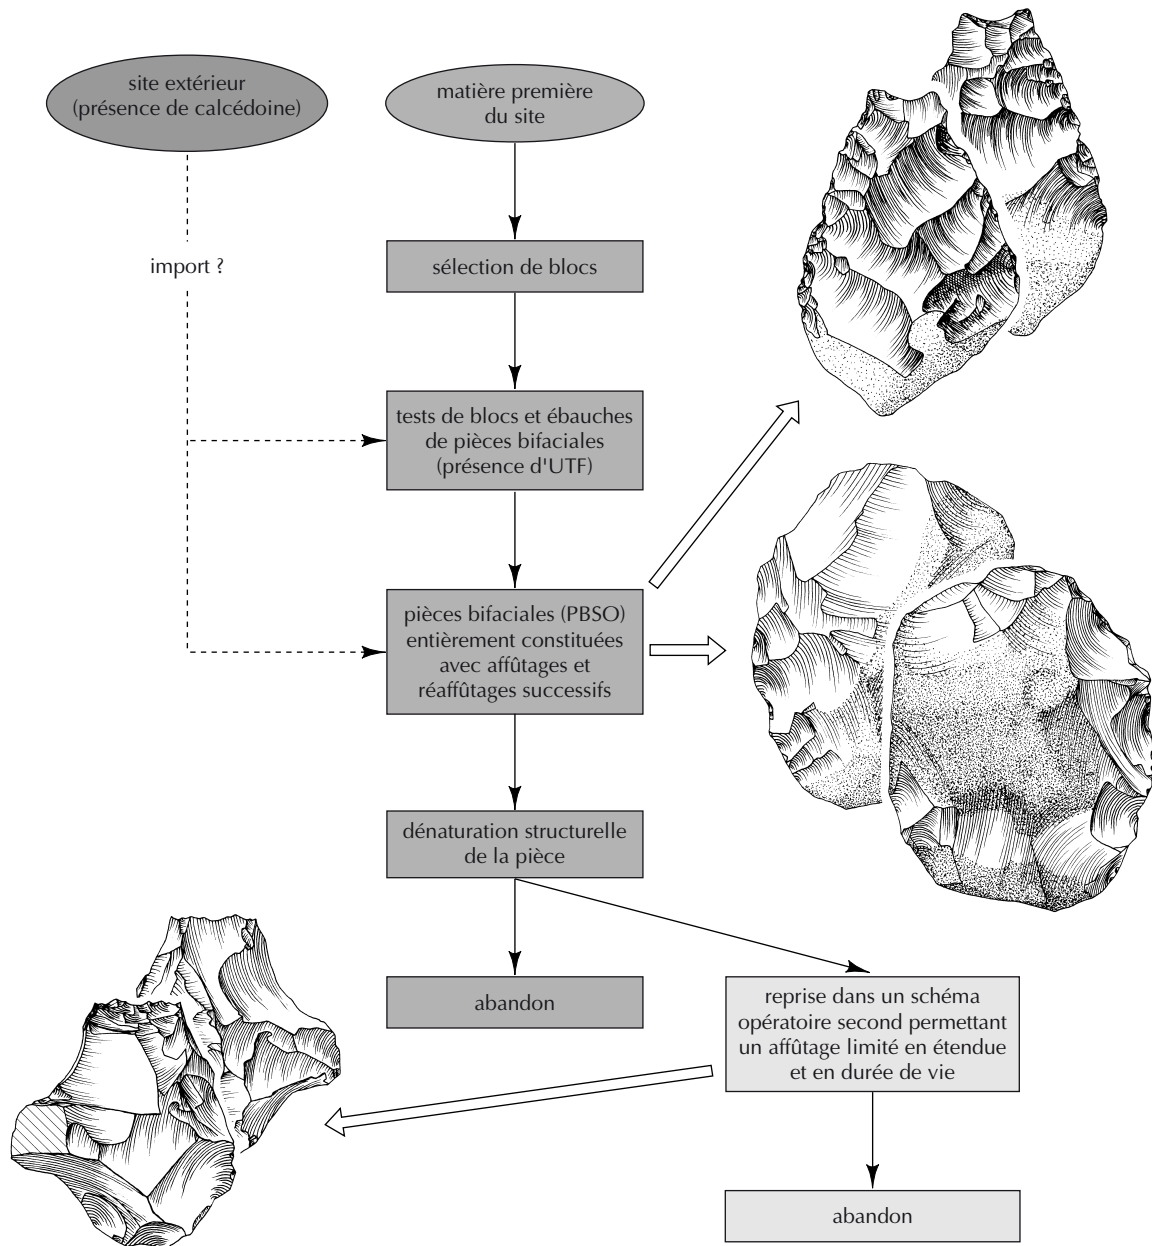 site extérieur
(présence de calcédoine)
matière première
du site
import ?
sélection de blocs
tests de blocs et ébauches
de pièces bifaciales
(présence d'UTF)
pièces bifaciales (PBSO)
entièrement constituées
avec affûtages et
réaffûtages successifs
dénaturation structurelle
de la pièce
abandon
reprise dans un schéma
opératoire second permettant
un affûtage limité en étendue
et en durée de vie
abandon